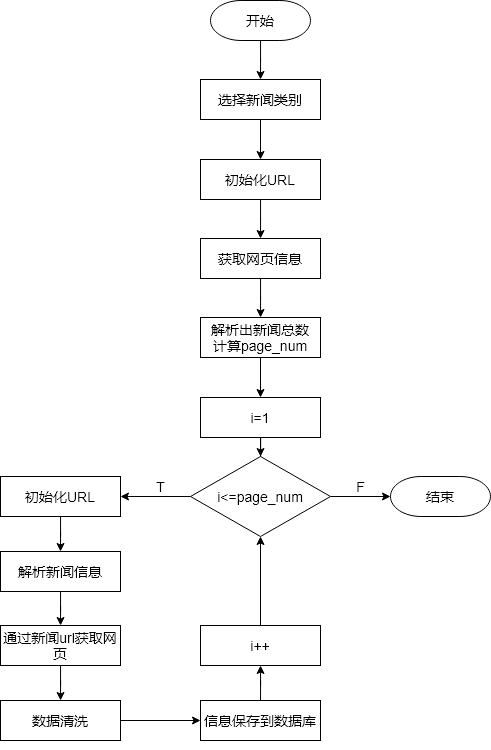 开始
选择新闻类别
初始化URL
获取网页信息
解析出新闻总数
计算page_num
i=1
i<=page_num
T
F
初始化URL
结束
解析新闻信息
通过新闻url获取网
页
i++
数据清洗
信息保存到数据库